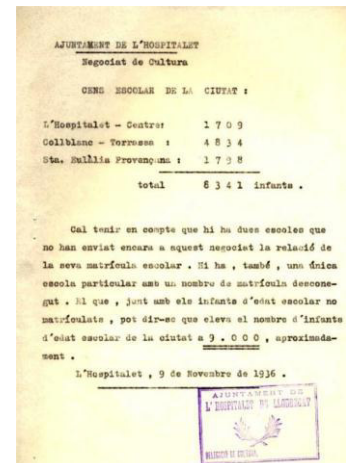 AJUNTAMENT DE L'HOSPITALET
Negociat de Cultura
CENS ESCOLAR DE LA CIUTAT :
L'Hospitalet - Centre: 1 7 0 9
Collblanc - Torrassa : 4 8 3 4
Sta. Eulàlia Provençana : 1 7 9 8
total 8 3 4 1 infants .
Cal tenir en compte que hi ha dues escoles que
no han enviat encara a aquest negociat la relació de
la seva matrícula escolar . Hi ha , també , una única
escola particular amb un nombre de matrícula descone-
gut . El que , junt amb els infants d'edat escolar no
matriculats , pot dir-se que eleva el nombre d'infants
d'edat escolar de la ciutat a 9 . 0 0 0 , aproximada-
ment .
L'Hospitalet , 9 de Novembre de 1936 .
AJUNTAMENT DE
L'HOSPITALET DE LLOBREGAT
DELEGACIÓ DE CULTURA